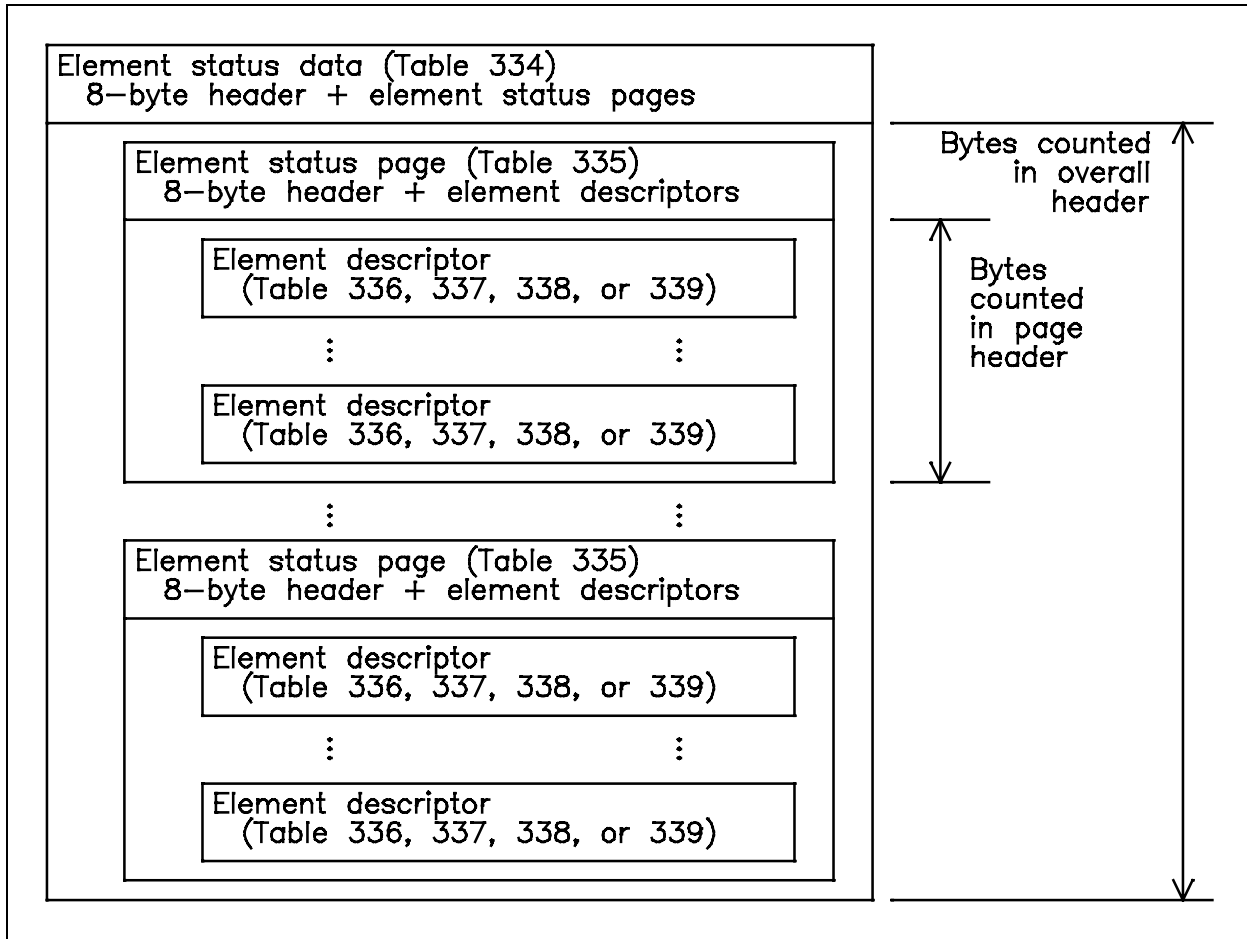 Element status data (Table 334)
8-byte header + element status pages
Bytes counted
in overall
header
Element status page (Table 335)
8-byte header + element descriptors
Element descriptor
(Table 336, 337, 338, or 339)
Bytes
counted
in page
header
Element descriptor
(Table 336, 337, 338, or 339)
Element status page (Table 335)
8-byte header + element descriptors
Element descriptor
(Table 336, 337, 338, or 339)
Element descriptor
(Table 336, 337, 338, or 339)